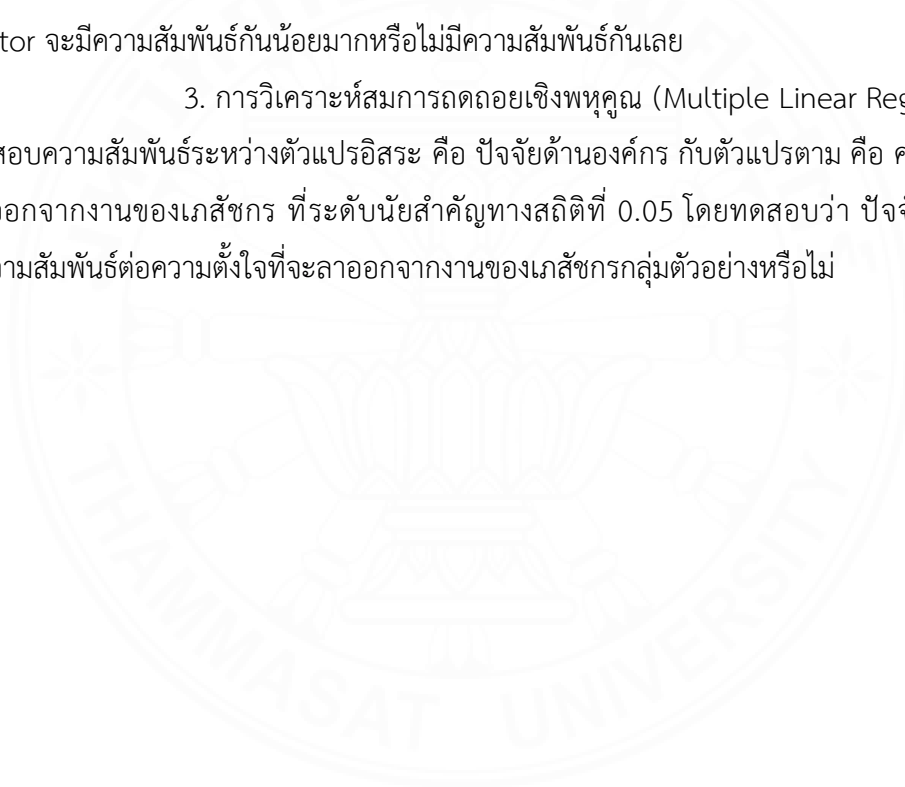 tor จะมีความสัมพันธ์กันน้อยมากหรือไม่มีความสัมพันธ์กันเลย
3. การวิเคราะห์สมการถดถอยเชิงพหุคูณ (Multiple Linear Reg
สอบความสัมพันธ์ระหว่างตัวแปรอิสระ คือ ปัจจัยด้านองค์กร กับตัวแปรตาม คือ ค
ออกจากงานของเภสัชกร ที่ระดับนัยสำคัญทางสถิติที่ 0.05 โดยทดสอบว่า ปัจจั
วามสัมพันธ์ต่อความตั้งใจที่จะลาออกจากงานของเภสัชกรกลุ่มตัวอย่างหรือไม่
THAMMASAT UNIVERSITY